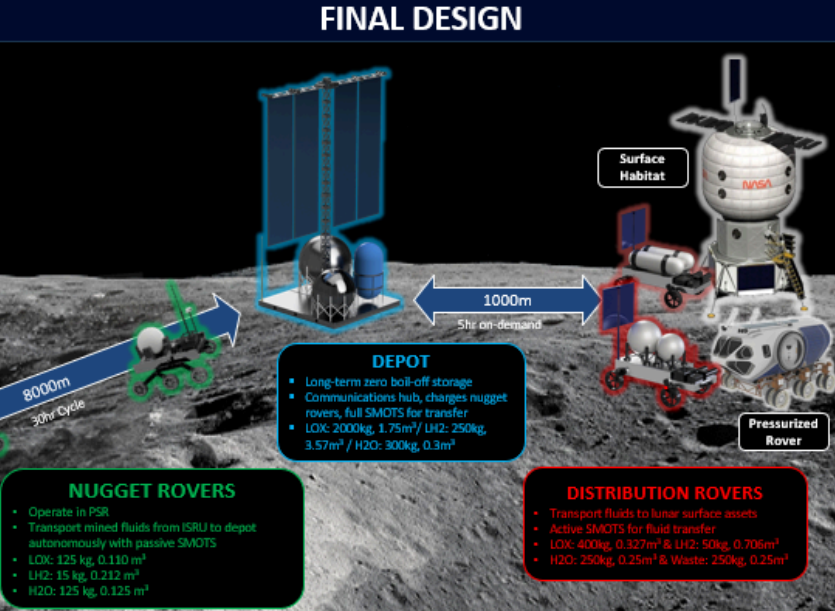 FINAL DESIGN
Surface
Habitat
NASA
1000m
5hr on-demand
8000m
30hr Cycle
DEPOT
▪ Long-term zero boil-off storage
▪ Communications hub, charges nugget
rovers, full SMOTS for transfer
▪ LOX: 2000kg, 1.75m³/ LH2: 250kg,
3.57m³ / H2O: 300kg, 0.3m³
Pressurized
Rover
NUGGET ROVERS
• Operate in PSR
• Transport mined fluids from ISRU to depot
autonomously with passive SMOTS
• LOX: 125 kg, 0.110 m³
• LH2: 15 kg, 0.212 m³
• H2O: 125 kg, 0.125 m³
DISTRIBUTION ROVERS
• Transport fluids to lunar surface assets
• Active SMOTS for fluid transfer
• LOX: 400kg, 0.327m³ & LH2: 50kg, 0.706m³
• H2O: 250kg, 0.25m³ & Waste: 250kg, 0.25m³